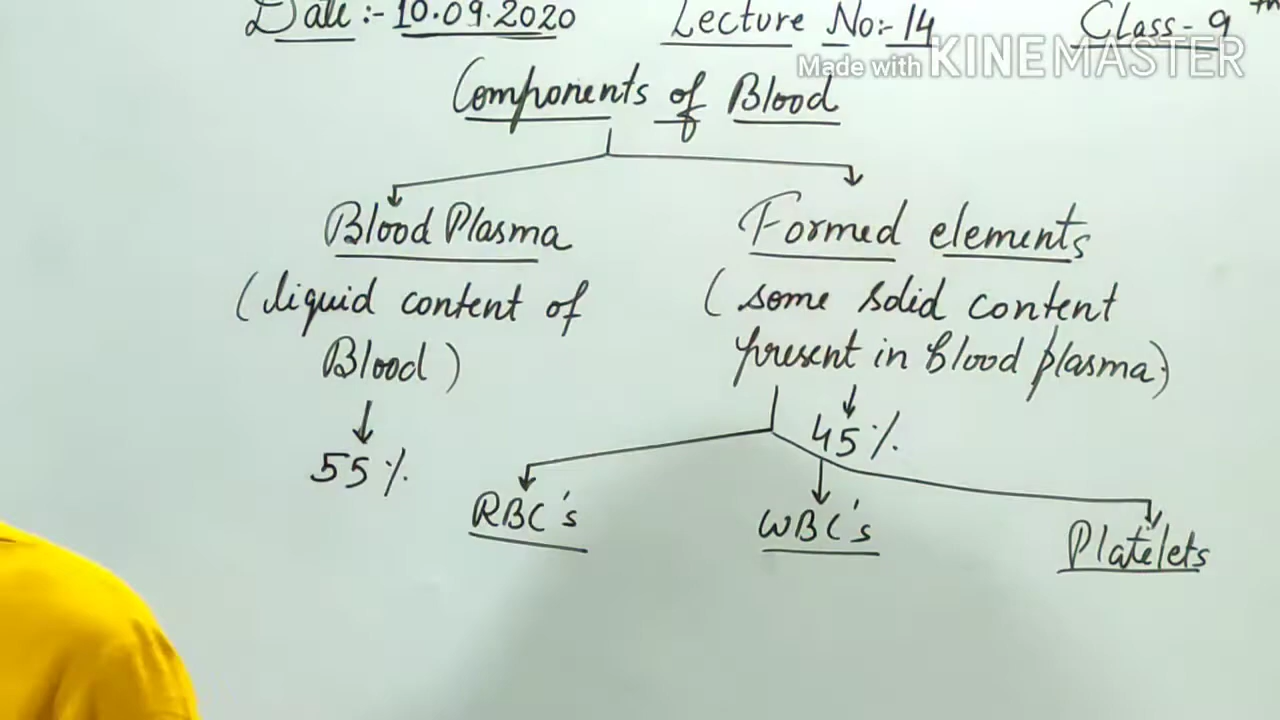 Date:- 10.09.2020 Lecture No:- 14 Class-9th
Made with KINEMASTER
Components of Blood
Blood Plasma Formed elements
(liquid content of Blood) (some solid content present in Blood plasma)
55% 45%
RBC's WBC's Platelets